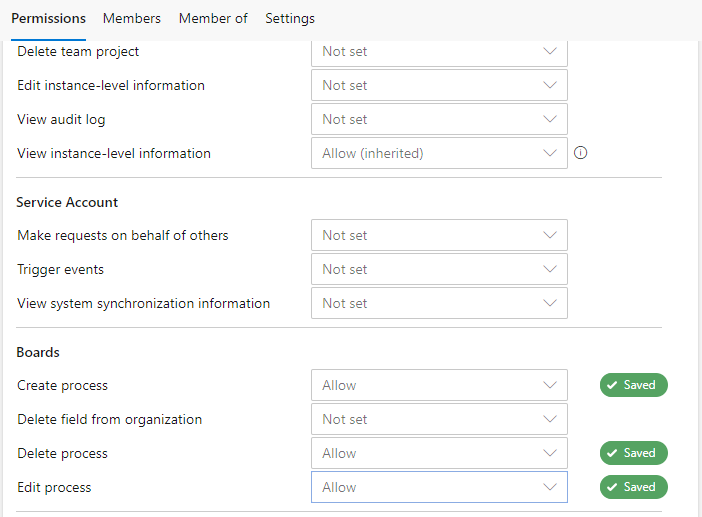 Permissions Members Member of Settings
Delete team project Not set
Edit instance-level information Not set
View audit log Not set
View instance-level information Allow (inherited)
Service Account
Make requests on behalf of others Not set
Trigger events Not set
View system synchronization information Not set
Boards
Create process Allow Saved
Delete field from organization Not set
Delete process Allow Saved
Edit process Allow Saved